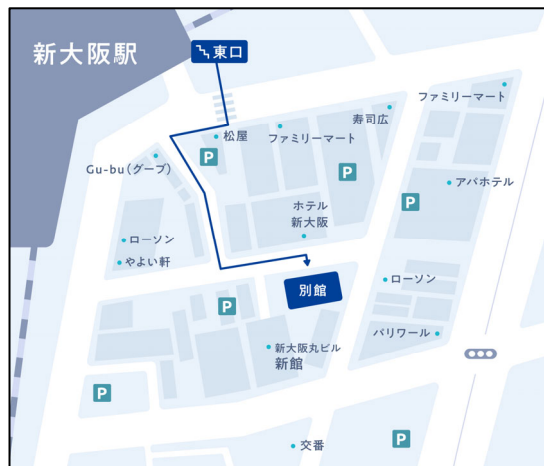 新大阪駅
東口
ファミリーマート
寿司広
松屋
ファミリーマート
P
P
Gu-bu(グーブ)
アパホテル
P
ホテル
新大阪
ローソン
やよい軒
ローソン
別館
P
バリワール
新大阪丸ビル
新館
P
P
交番